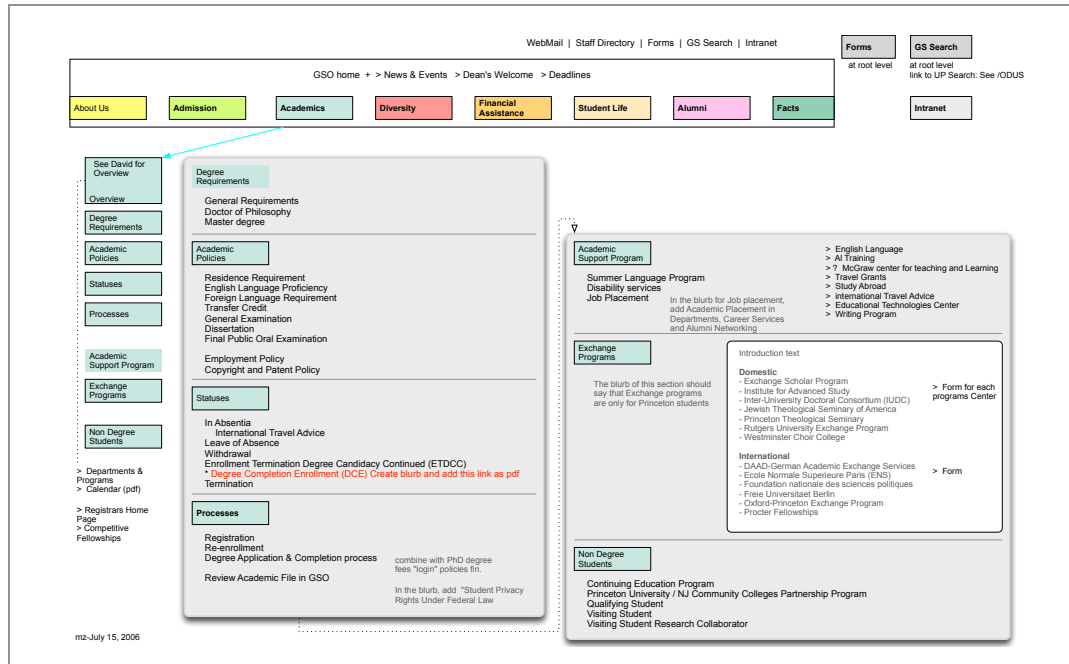 WebMail | Staff Directory | Forms | GS Search | Intranet
Forms
GS Search
at root level
at root level
link to UP Search: See /ODUS
GSO home + > News & Events > Dean's Welcome > Deadlines
About Us
Admission
Academics
Diversity
Financial
Assistance
Student Life
Alumni
Facts
Intranet
See David for
Overview
Overview
Degree
Requirements
Academic
Policies
Statuses
Processes
Academic
Support Program
Exchange
Programs
Non Degree
Students
> Departments &
Programs
> Calendar (pdf)
> Registrars Home
Page
> Competitive
Fellowships
Degree
Requirements
General Requirements
Doctor of Philosophy
Master degree
Academic
Policies
Residence Requirement
English Language Proficiency
Foreign Language Requirement
Transfer Credit
General Examination
Dissertation
Final Public Oral Examination
Employment Policy
Copyright and Patent Policy
Statuses
In Absentia
International Travel Advice
Leave of Absence
Withdrawal
Enrollment Termination Degree Candidacy Continued (ETDCC)
* Degree Completion Enrollment (DCE) Create blurb and add this link as pdf
Termination
Processes
Registration
Re-enrollment
Degree Application & Completion process
combine with PhD degree
fees "login" policies fin.
Review Academic File in GSO
In the blurb, add "Student Privacy
Rights Under Federal Law
Academic
Support Program
Summer Language Program
Disability services
Job Placement
In the blurb for Job placement,
add Academic Placement in
Departments, Career Services
and Alumni Networking
> English Language
> AI Training
> ? McGraw center for teaching and Learning
> Travel Grants
> Study Abroad
> international Travel Advice
> Educational Technologies Center
> Writing Program
Exchange
Programs
The blurb of this section should
say that Exchange programs
are only for Princeton students
Introduction text
Domestic
- Exchange Scholar Program
- Institute for Advanced Study
- Inter-University Doctoral Consortium (IUDC)
- Jewish Theological Seminary of America
- Princeton Theological Seminary
- Rutgers University Exchange Program
- Westminster Choir College
> Form for each
programs Center
International
- DAAD-German Academic Exchange Services
- Ecole Normale Superieure Paris (ENS)
- Foundation nationale des sciences politiques
- Freie Universitaet Berlin
- Oxford-Princeton Exchange Program
- Procter Fellowships
> Form
Non Degree
Students
Continuing Education Program
Princeton University / NJ Community Colleges Partnership Program
Qualifying Student
Visiting Student
Visiting Student Research Collaborator
mz-July 15, 2006